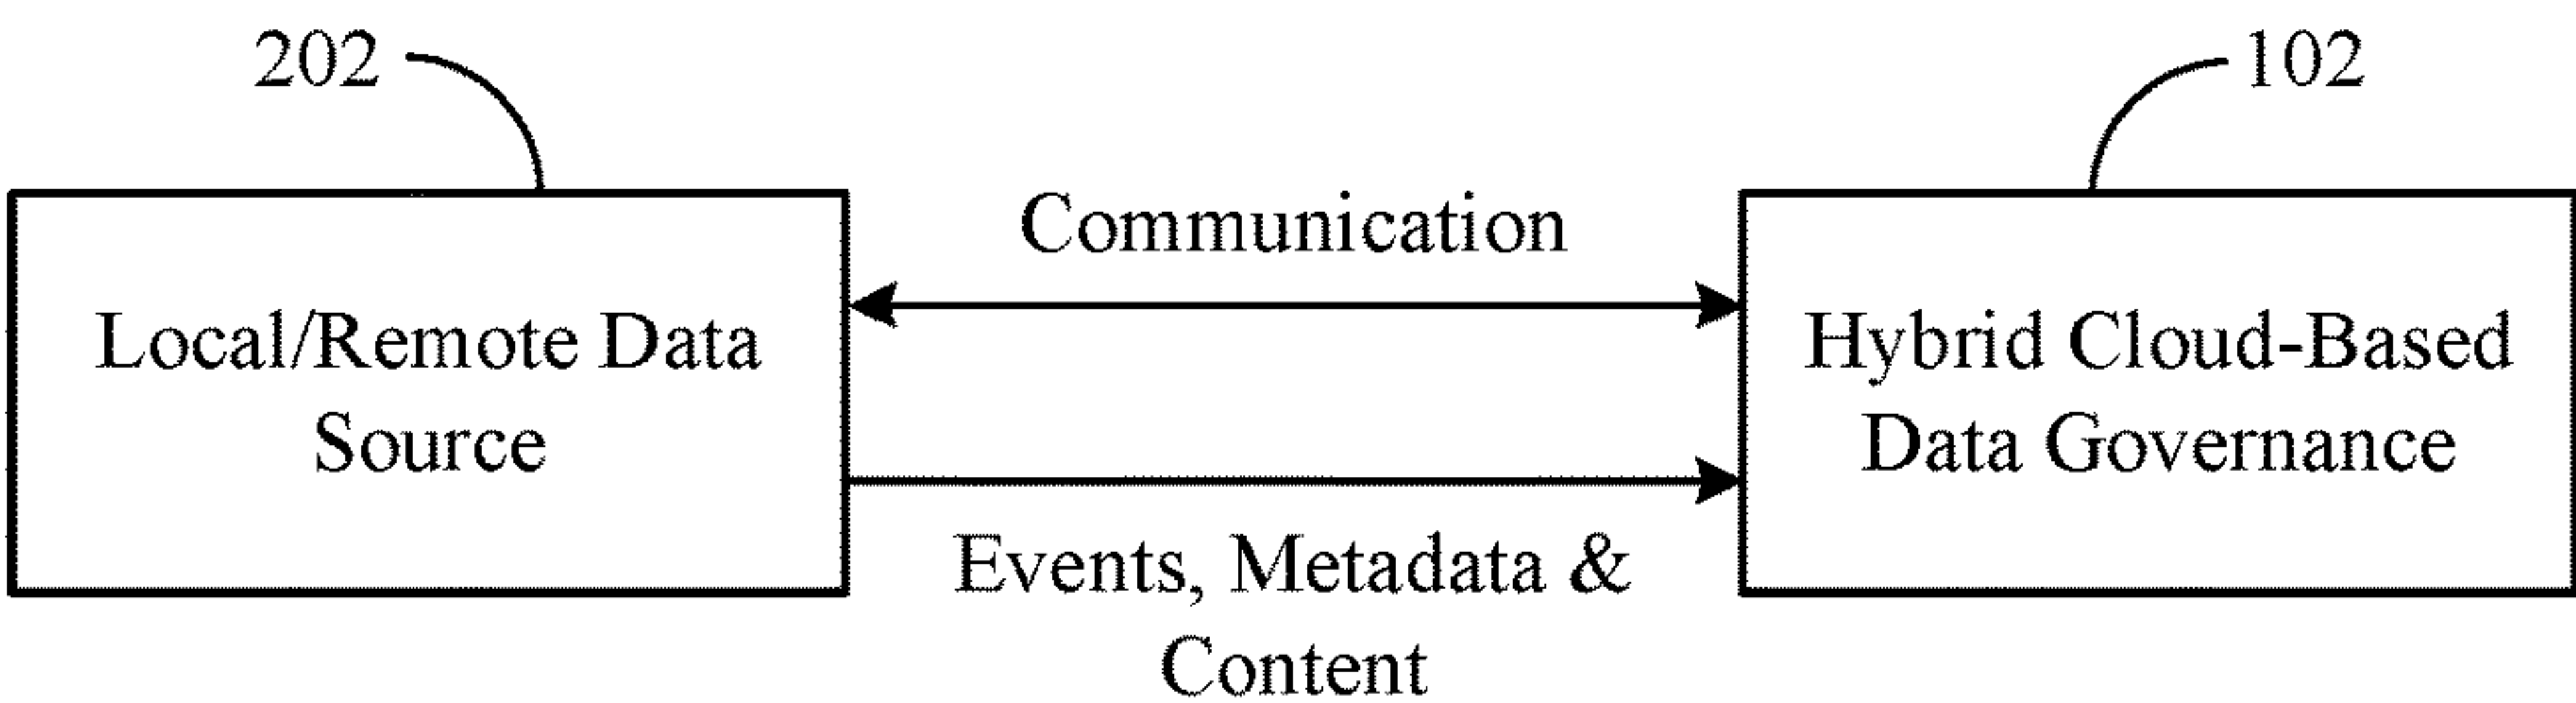 202
102
Communication
Local/Remote Data
Source
Hybrid Cloud-Based
Data Governance
Events, Metadata &
Content